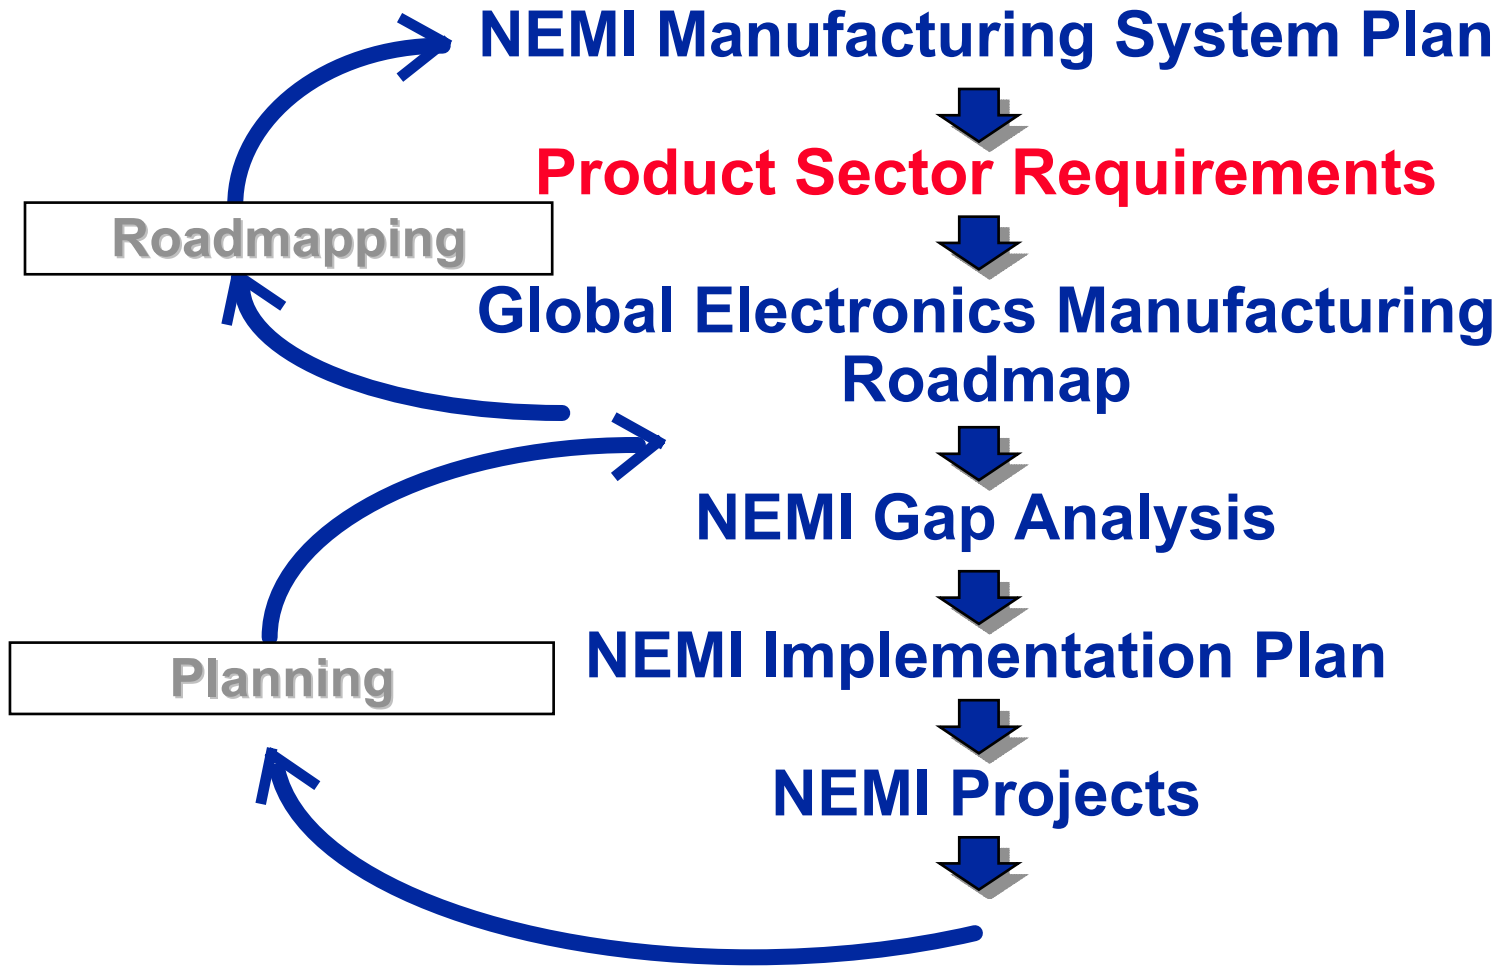 NEMI Manufacturing System Plan
Product Sector Requirements
Roadmapping
Global Electronics Manufacturing
Roadmap
NEMI Gap Analysis
NEMI Implementation Plan
Planning
NEMI Projects